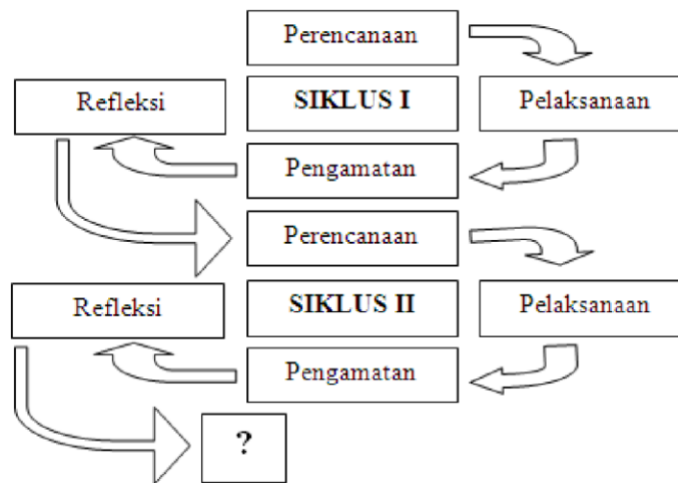 Perencanaan
Refleksi
SIKLUS I
Pelaksanaan
Pengamatan
Perencanaan
Refleksi
SIKLUS II
Pelaksanaan
Pengamatan
?